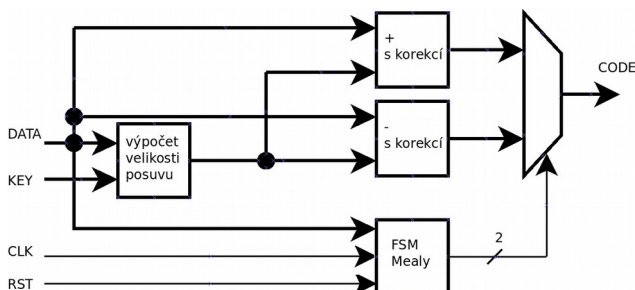 +
s korekcí
CODE
-
s korekcí
DATA
výpočet
velikosti
posuvu
KEY
CLK
FSM
Mealy
2
RST